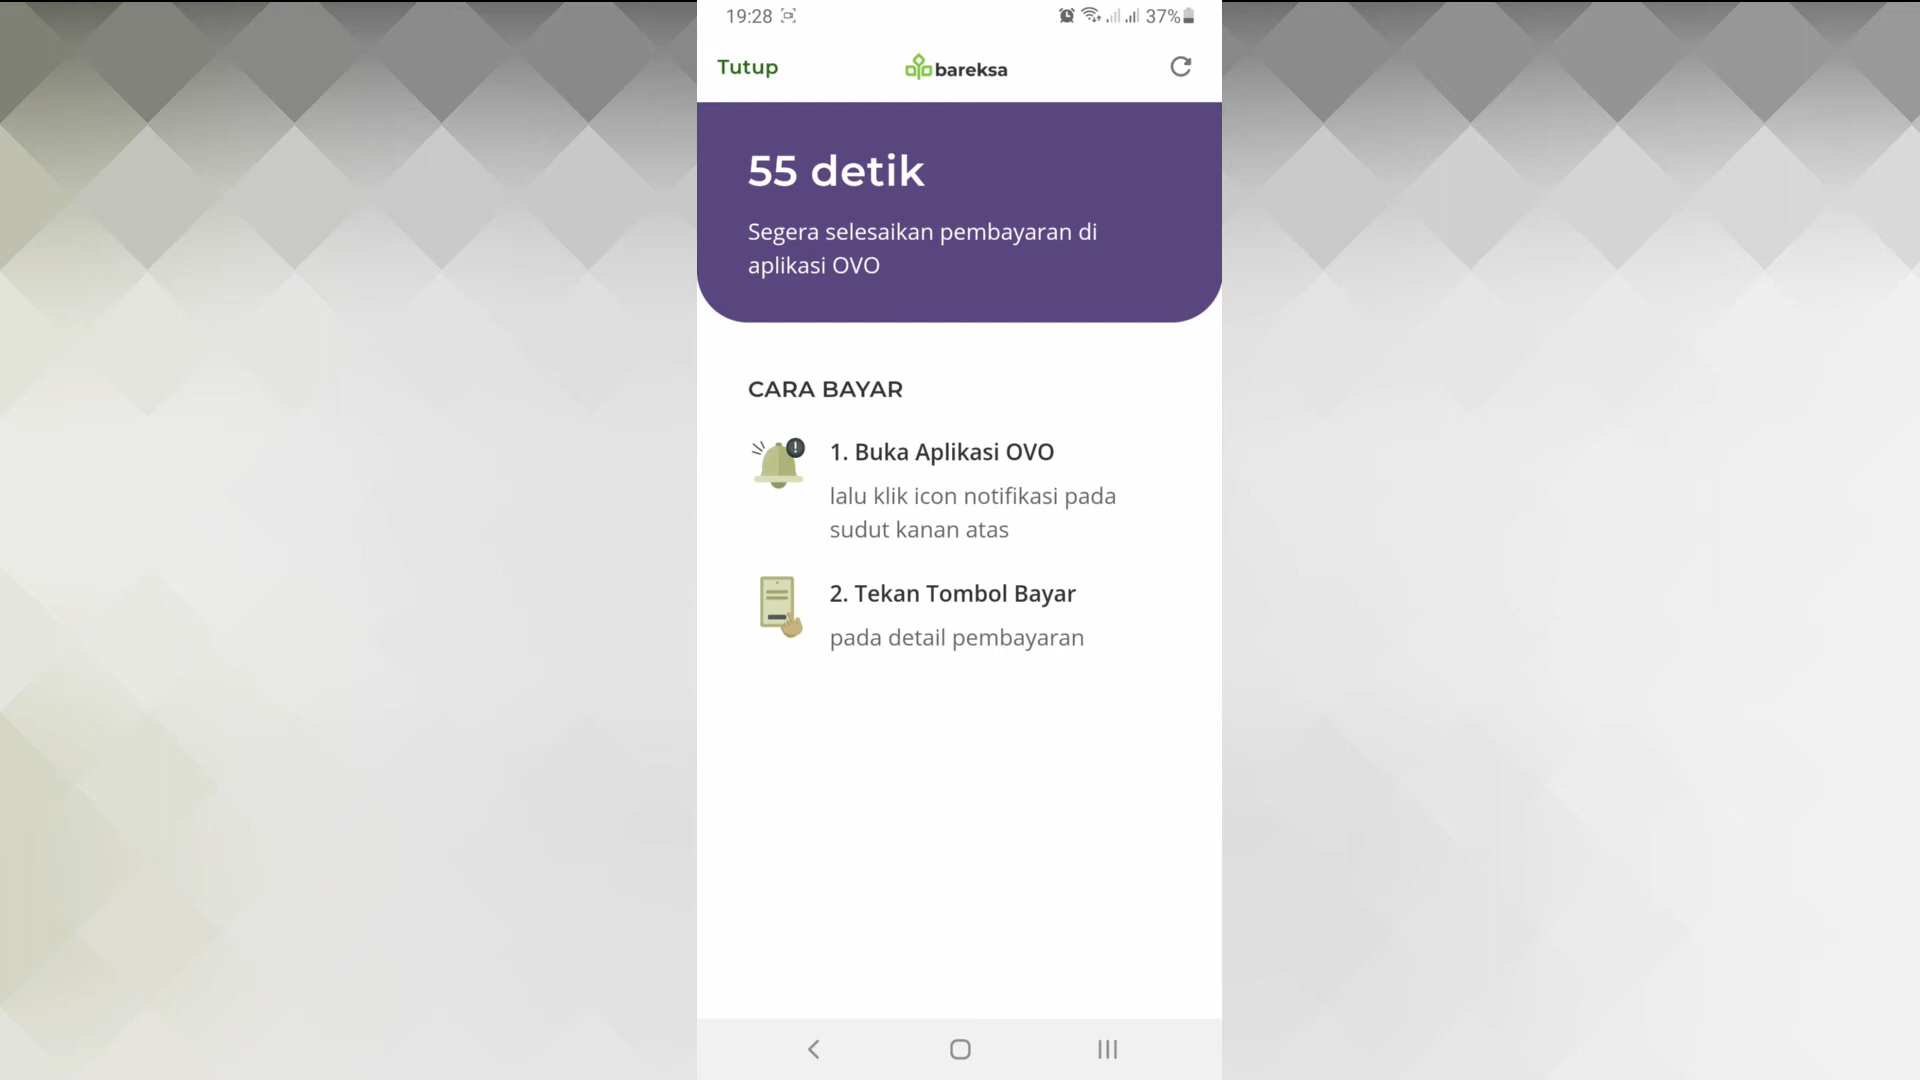 19:28
37%
Tutup
bareksa
55 detik
Segera selesaikan pembayaran di
aplikasi OVO
CARA BAYAR
1. Buka Aplikasi OVO
lalu klik icon notifikasi pada
sudut kanan atas
2. Tekan Tombol Bayar
pada detail pembayaran